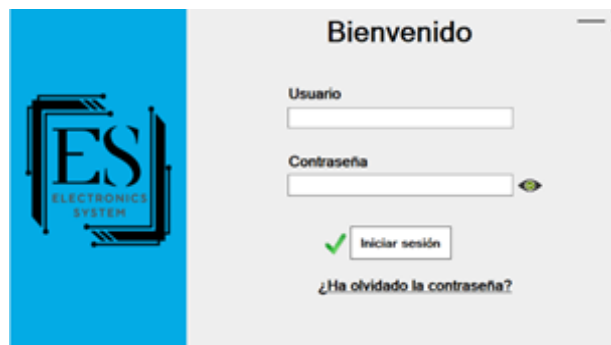 Bienvenido
Usuario
Contraseña
ES
ELECTRONICS
SYSTEM
Iniciar sesión
¿Ha olvidado la contraseña?